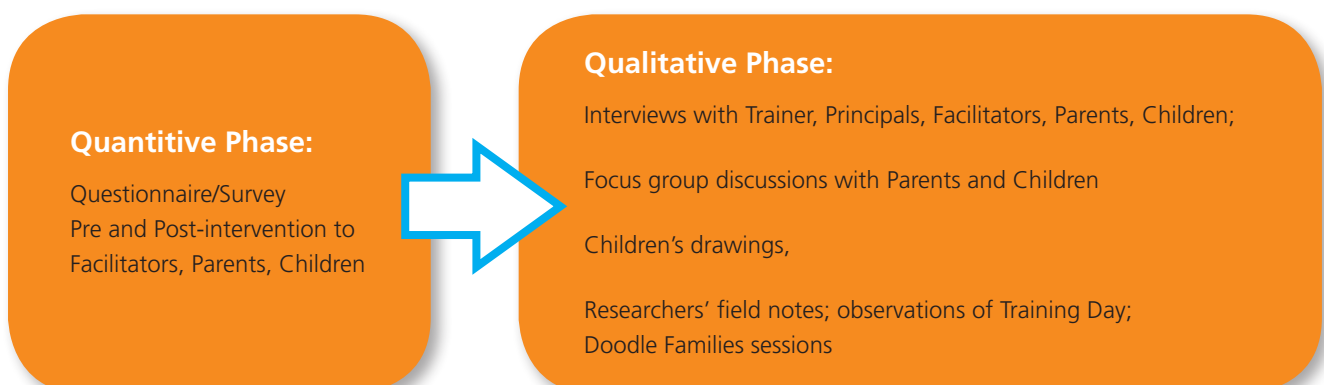 Quantitive Phase:
Questionnaire/Survey
Pre and Post-intervention to
Facilitators, Parents, Children
Qualitative Phase:
Interviews with Trainer, Principals, Facilitators, Parents, Children;
Focus group discussions with Parents and Children
Children’s drawings,
Researchers’ field notes; observations of Training Day;
Doodle Families sessions